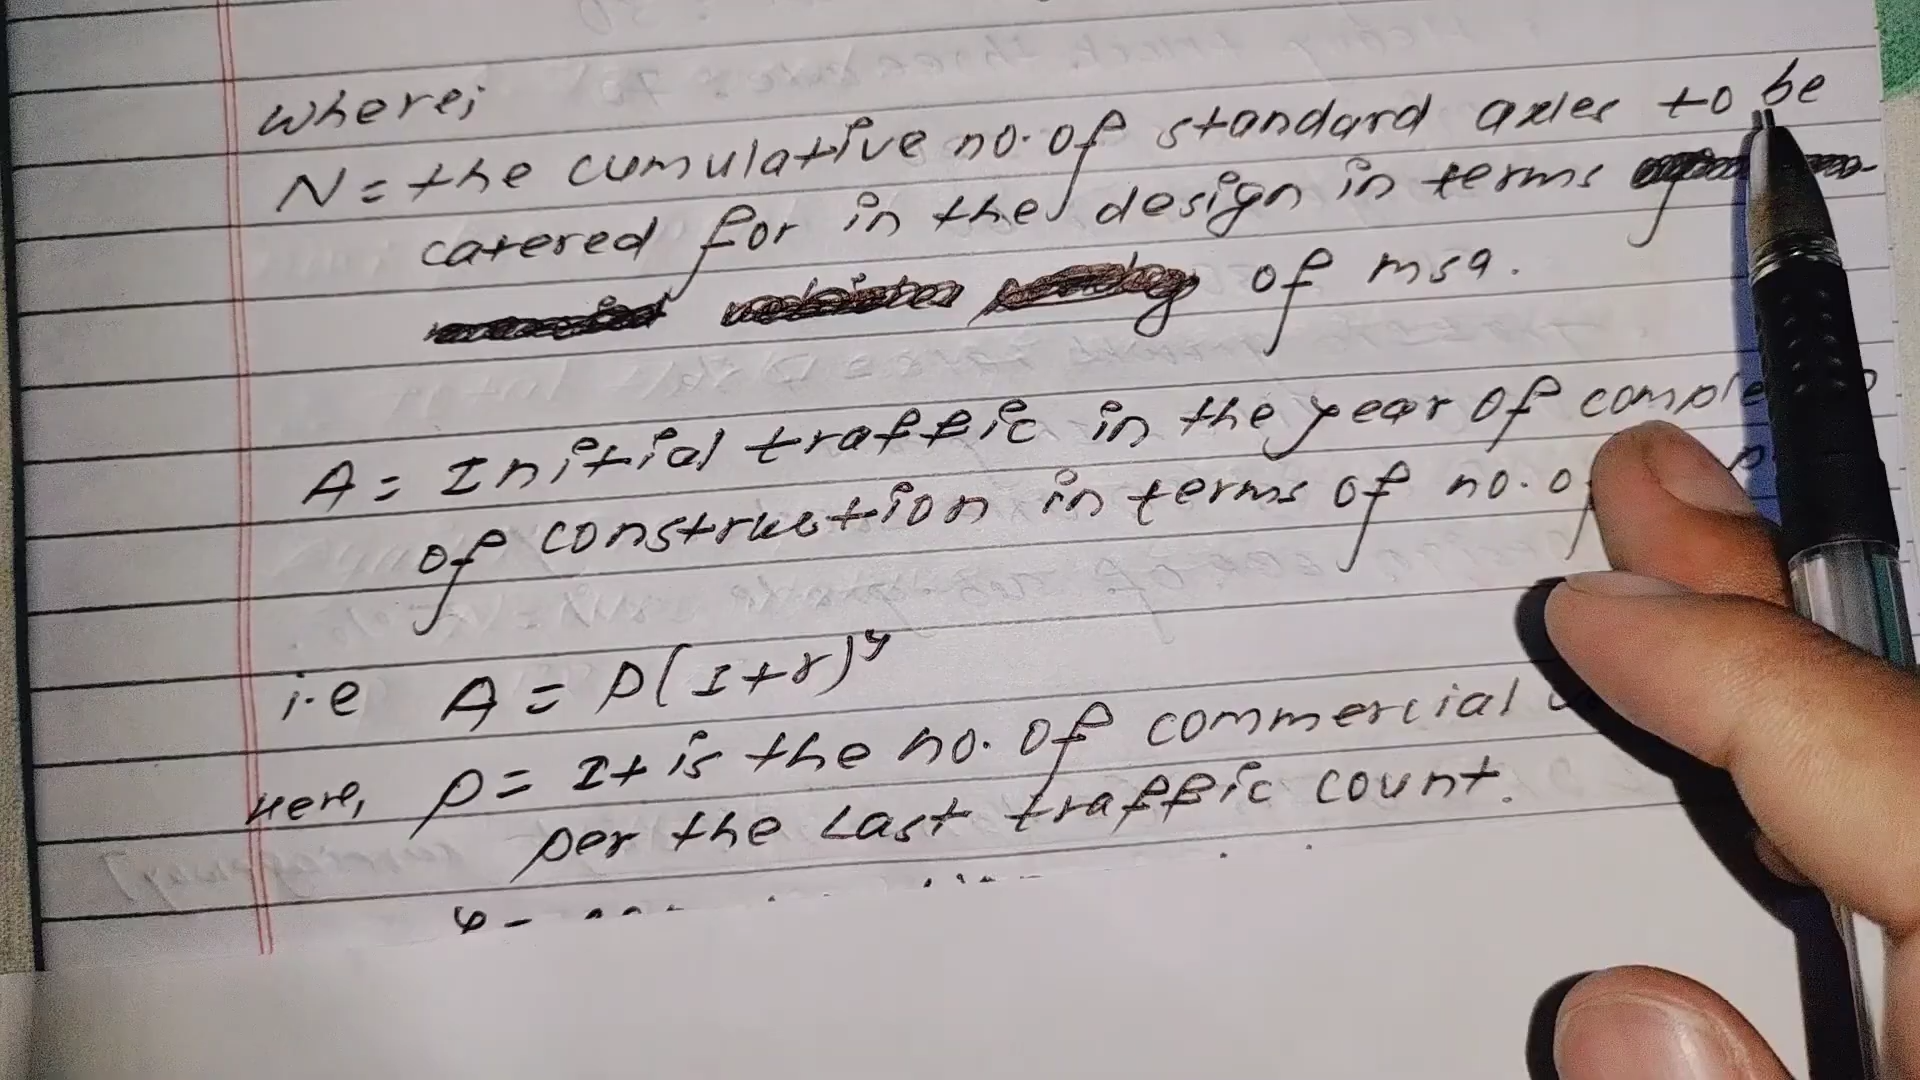 where;
N = the cumulative no. of standard axles to be
catered for in the design in terms
of msa.
A = Initial traffic in the year of
of construction in terms of no. of
i.e A = P(I+r)^y
Here, P = It is the no. of commercial
per the Last traffic count.